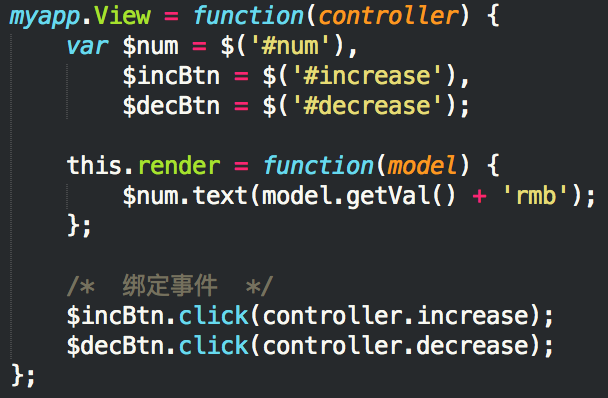 myapp.View = function(controller) {
    var $num = $('#num'),
        $incBtn = $('#increase'),
        $decBtn = $('#decrease');

    this.render = function(model) {
        $num.text(model.getVal() + 'rmb');
    };

    /*  绑定事件  */
    $incBtn.click(controller.increase);
    $decBtn.click(controller.decrease);
};